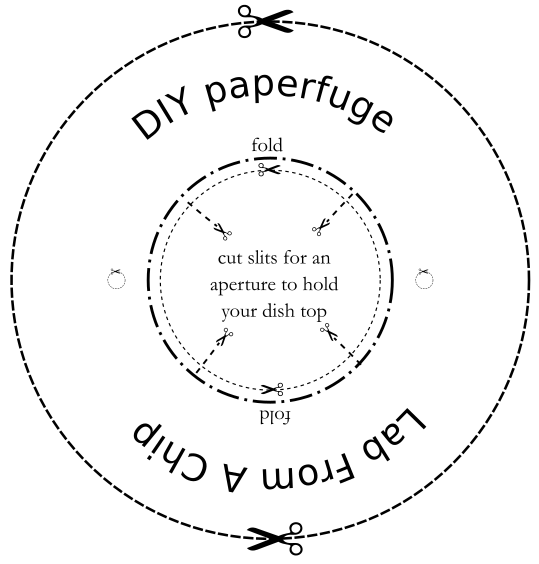 DIY paperfuge
fold
cut slits for an
aperture to hold
your dish top
fold
Lab From A Chip